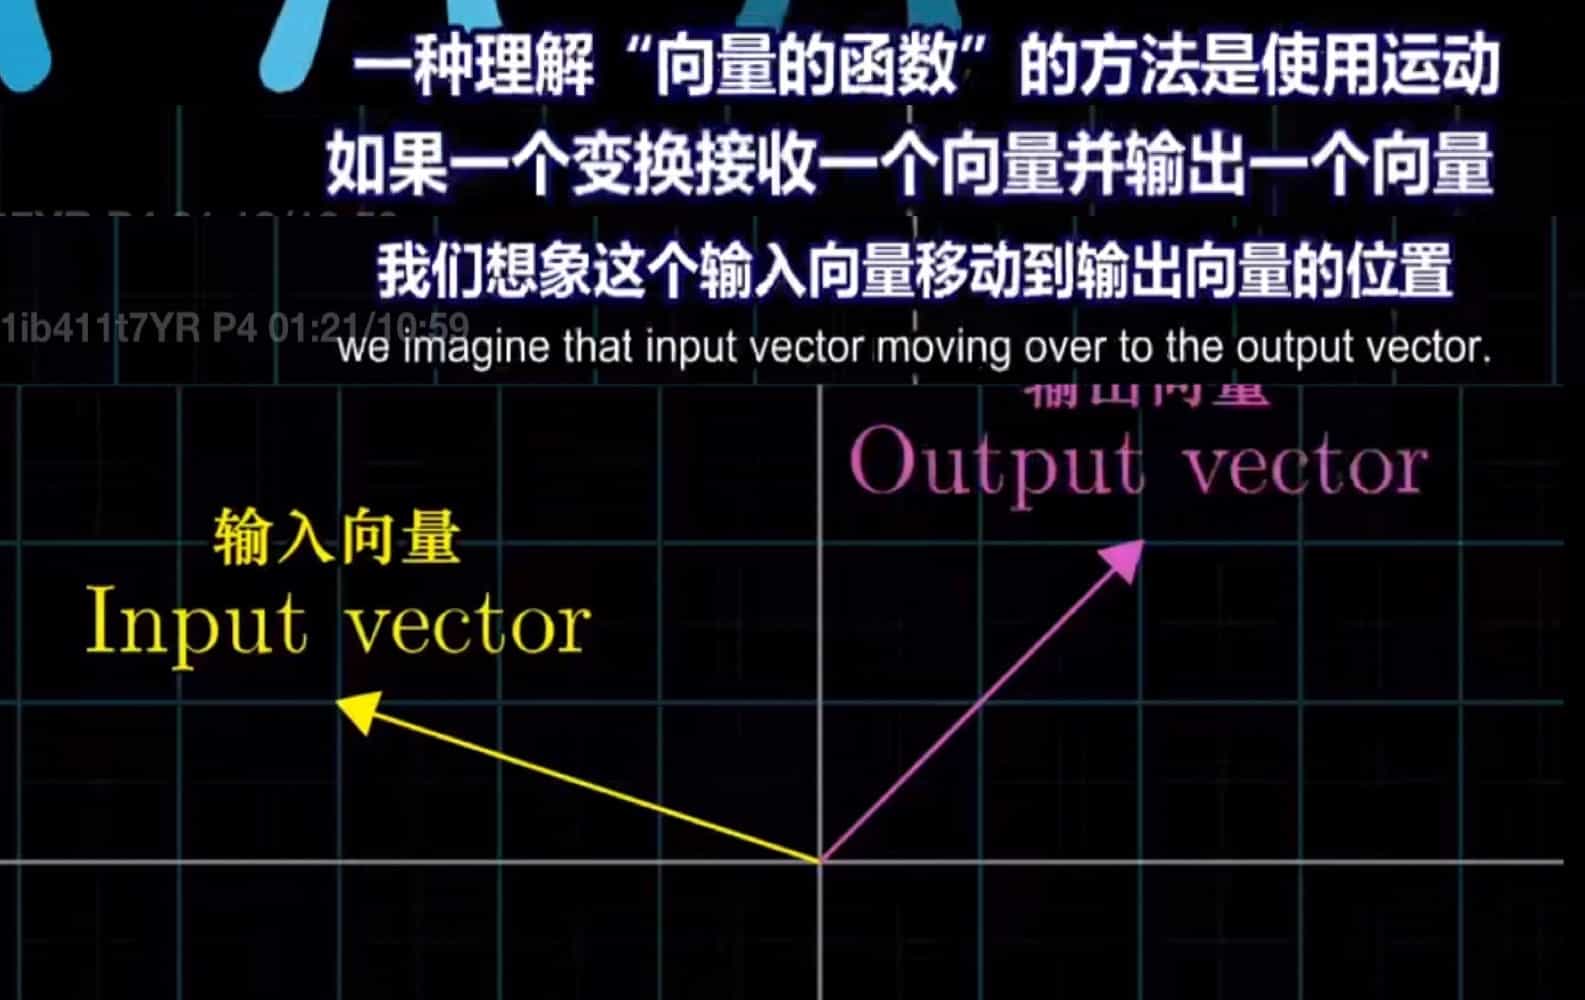 一种理解“向量的函数”的方法是使用运动
如果一个变换接收一个向量并输出一个向量
我们想象这个输入向量移动到输出向量的位置
1ib411t7YR P4 01:21/10:59
we imagine that input vector moving over to the output vector.
输出向量
Output vector
输入向量
Input vector